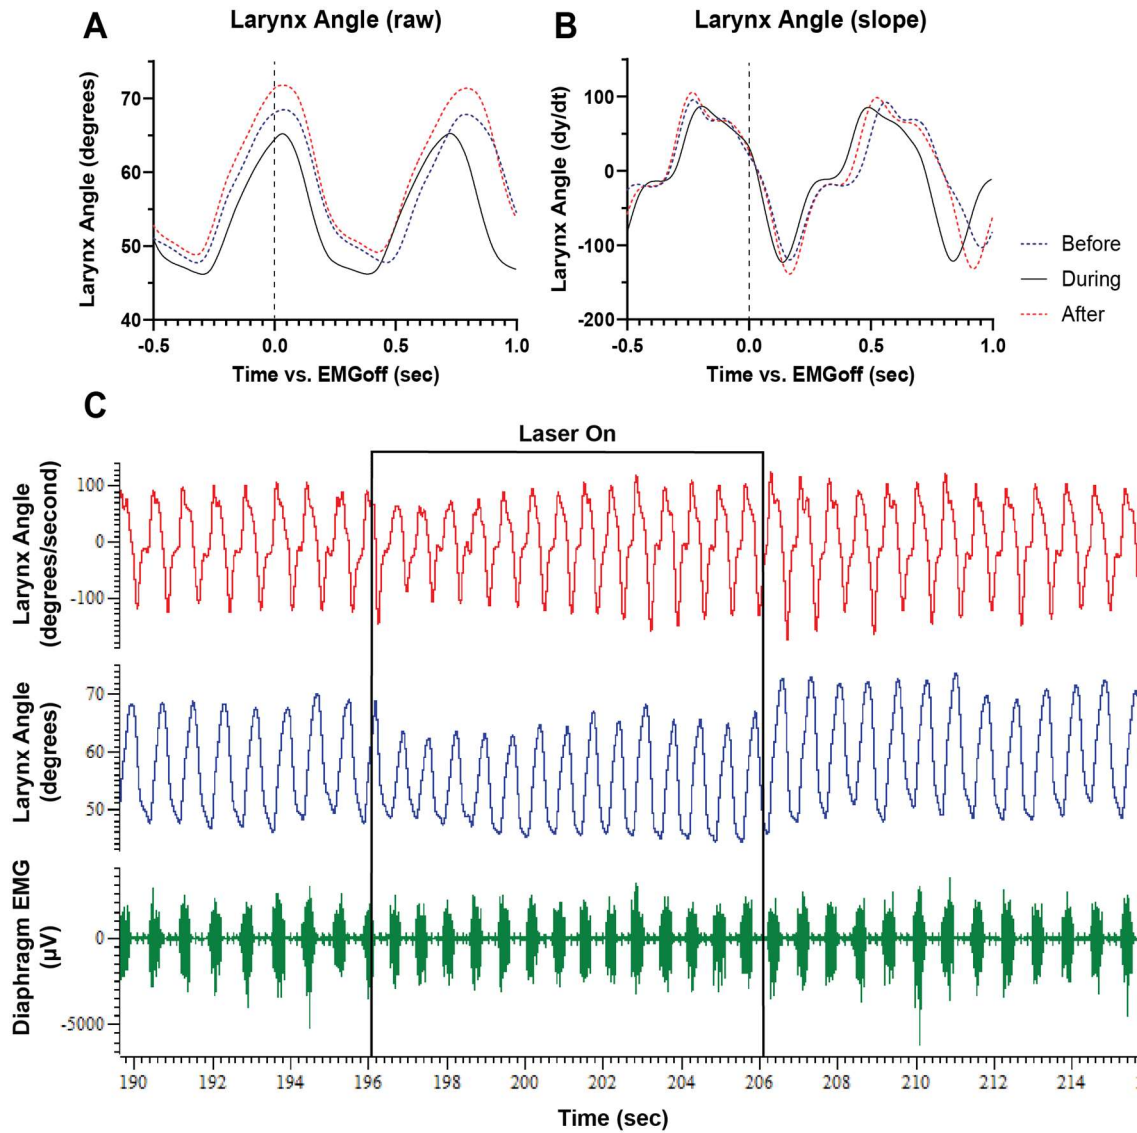 A
Larynx Angle (raw)
Larynx Angle (degrees)
70
60
50
40
-0.5
0.0
0.5
1.0
Time vs. EMGoff (sec)
B
Larynx Angle (slope)
Larynx Angle (dy/dt)
100
0
-100
-200
-0.5
0.0
0.5
1.0
Time vs. EMGoff (sec)
Before
During
After
C
Laser On
Larynx Angle
(degrees/second)
100
0
-100
Larynx Angle
(degrees)
70
60
50
Diaphragm EMG
(µV)
0
-5000
190 192 194 196 198 200 202 204 206 208 210 212 214
Time (sec)